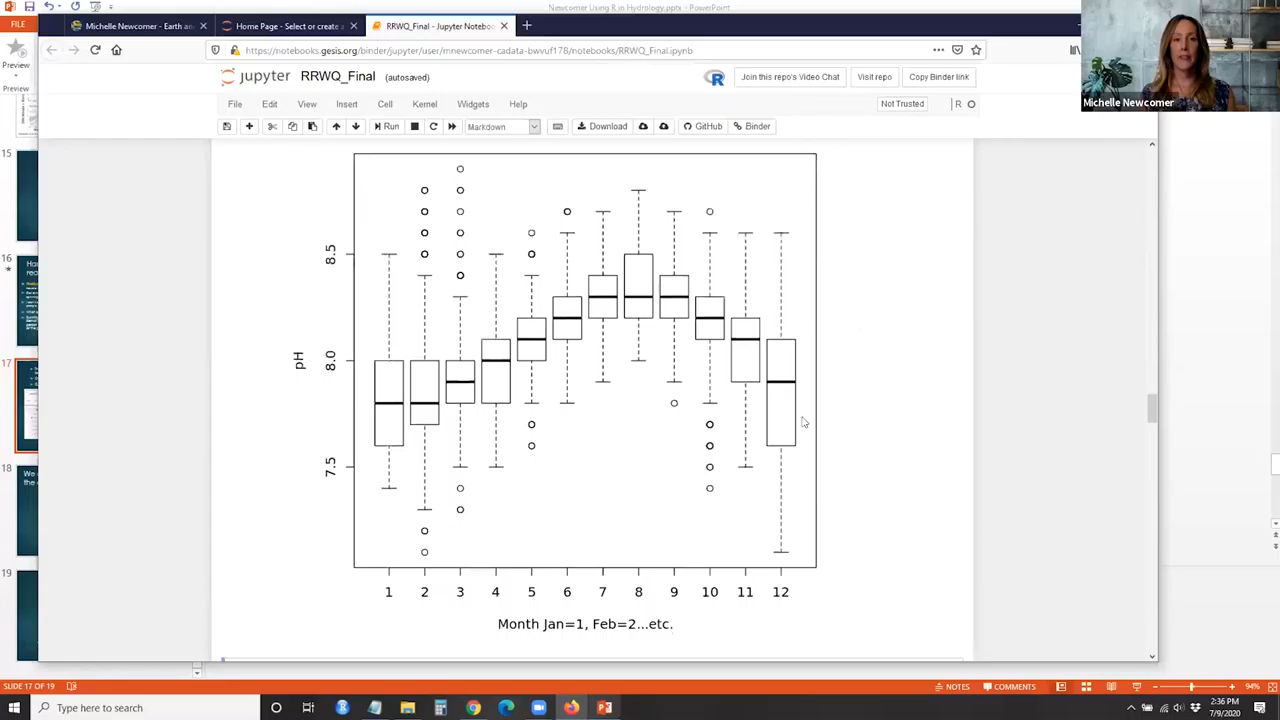 Newcomer Using R in Hydrology.pptx - PowerPoint
FILE
Michelle Newcomer – Earth an
Home Page - Select or create a
RRWQ_Final - Jupyter Notebo
https://notebooks.gesis.org/binder/jupyter/user/mnewcomer-cadata-bwvuf178/notebooks/RRWQ_Final.ipynb
Preview
Preview
jupyter RRWQ_Final (autosaved)
Join this repo's Video Chat
Visit repo
Copy Binder link
Michelle Newcomer
File Edit View Insert Cell Kernel Widgets Help
Not Trusted
R
Run
Markdown
Download
GitHub
Binder
15
16
17
18
19
8.5
8.0
7.5
pH
1 2 3 4 5 6 7 8 9 10 11 12
Month Jan=1, Feb=2...etc.
We
the
SLIDE 17 OF 19
NOTES
COMMENTS
94%
Type here to search
2:36 PM
7/9/2020